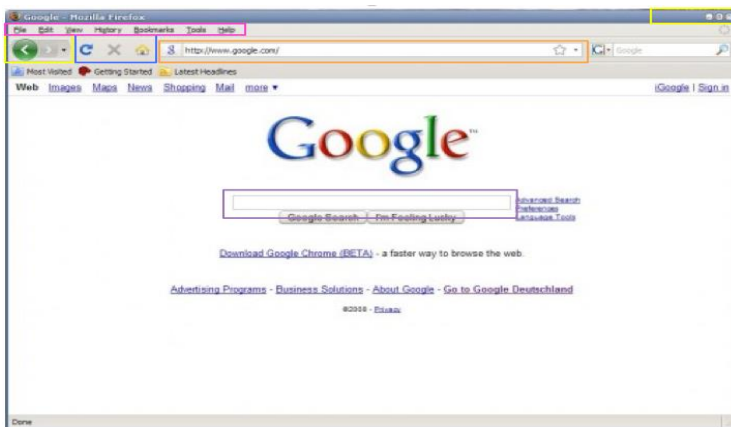 Google - Mozilla Firefox
File Edit View History Bookmarks Tools Help
http://www.google.com/ Google
Most Visited Getting Started Latest Headlines
Web Images Maps News Shopping Mail more ▼ iGoogle | Sign in
Google™
Advanced Search
Preferences
Language Tools
Google Search I'm Feeling Lucky
Download Google Chrome (BETA) - a faster way to browse the web.
Advertising Programs - Business Solutions - About Google - Go to Google Deutschland
©2008 - Privacy
Done